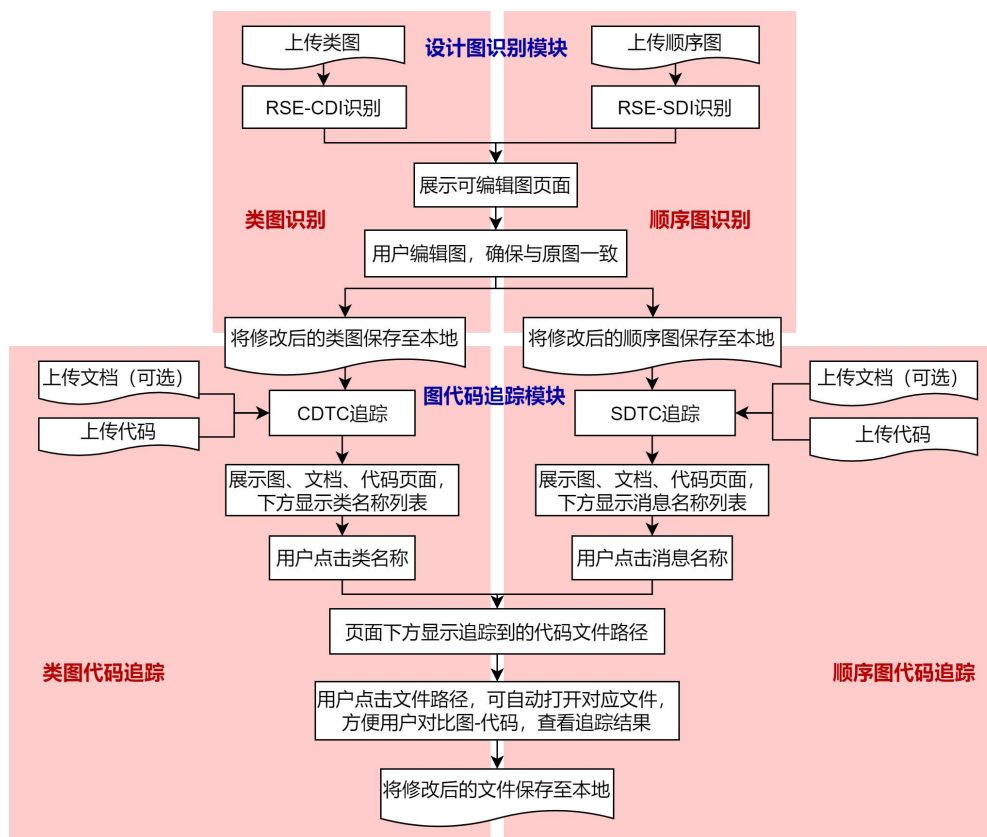 上传类图
设计图识别模块
上传顺序图
RSE-CDI识别
RSE-SDI识别
展示可编辑图页面
类图识别
顺序图识别
用户编辑图，确保与原图一致
将修改后的类图保存至本地
将修改后的顺序图保存至本地
上传文档（可选）
图代码追踪模块
上传文档（可选）
CDTC追踪
SDTC追踪
上传代码
上传代码
展示图、文档、代码页面，
下方显示类名称列表
展示图、文档、代码页面，
下方显示消息名称列表
用户点击类名称
用户点击消息名称
页面下方显示追踪到的代码文件路径
类图代码追踪
顺序图代码追踪
用户点击文件路径，可自动打开对应文件，
方便用户对比图-代码，查看追踪结果
将修改后的文件保存至本地